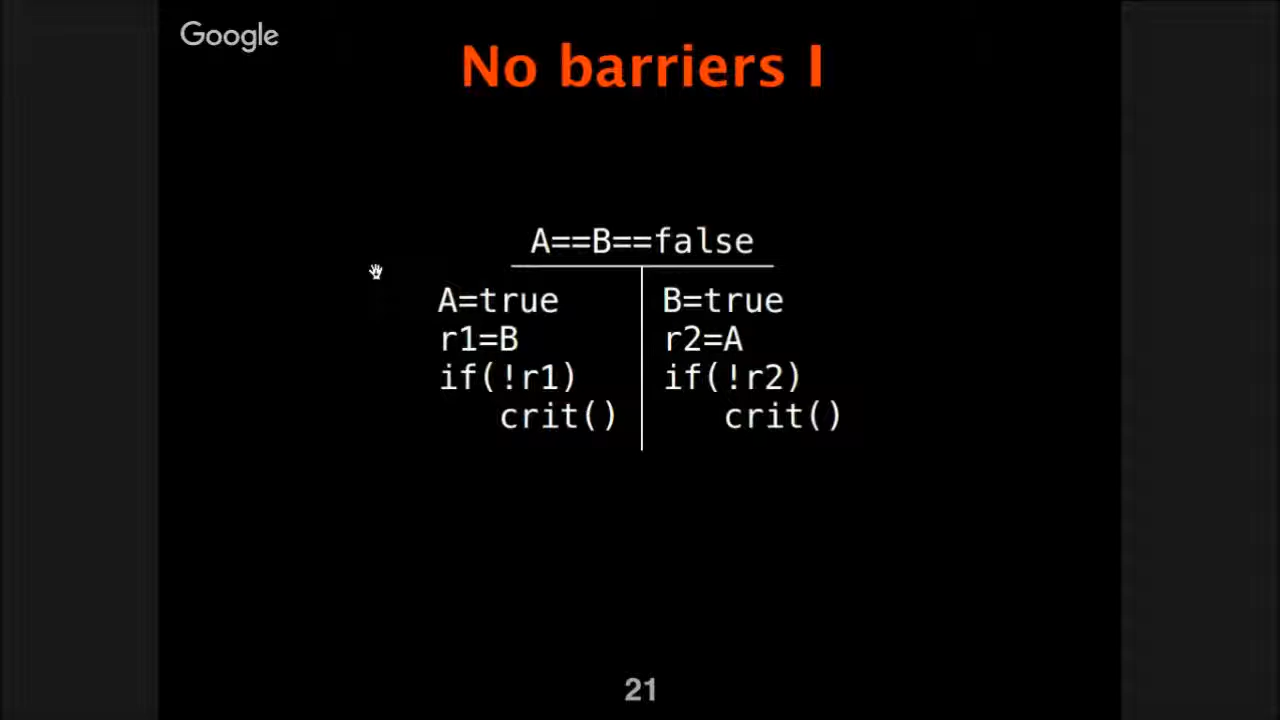 Google
No barriers I
A==B==false
A=true
r1=B
if(!r1)
crit()
B=true
r2=A
if(!r2)
crit()
21